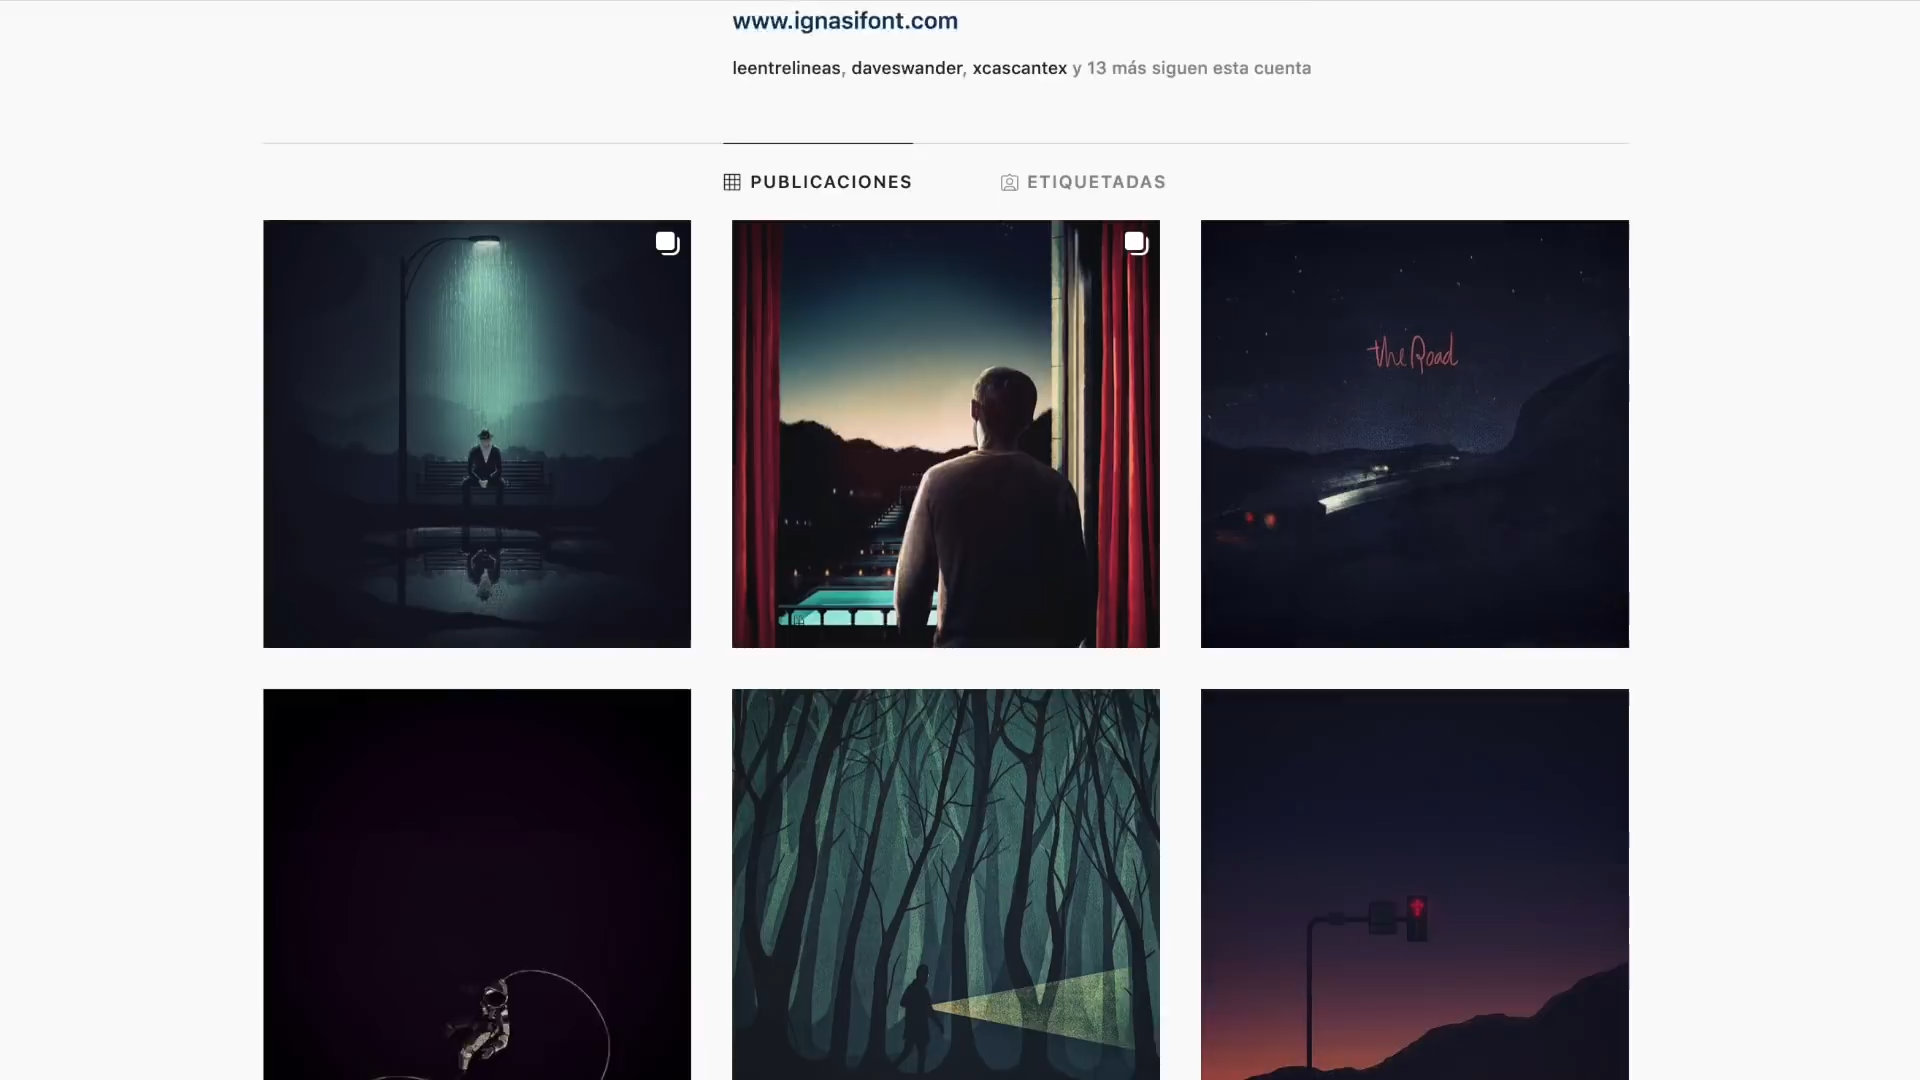 www.ignasifont.com
leentrelineas, daveswander, xcascantex y 13 más siguen esta cuenta
PUBLICACIONES
ETIQUETADAS
the Road